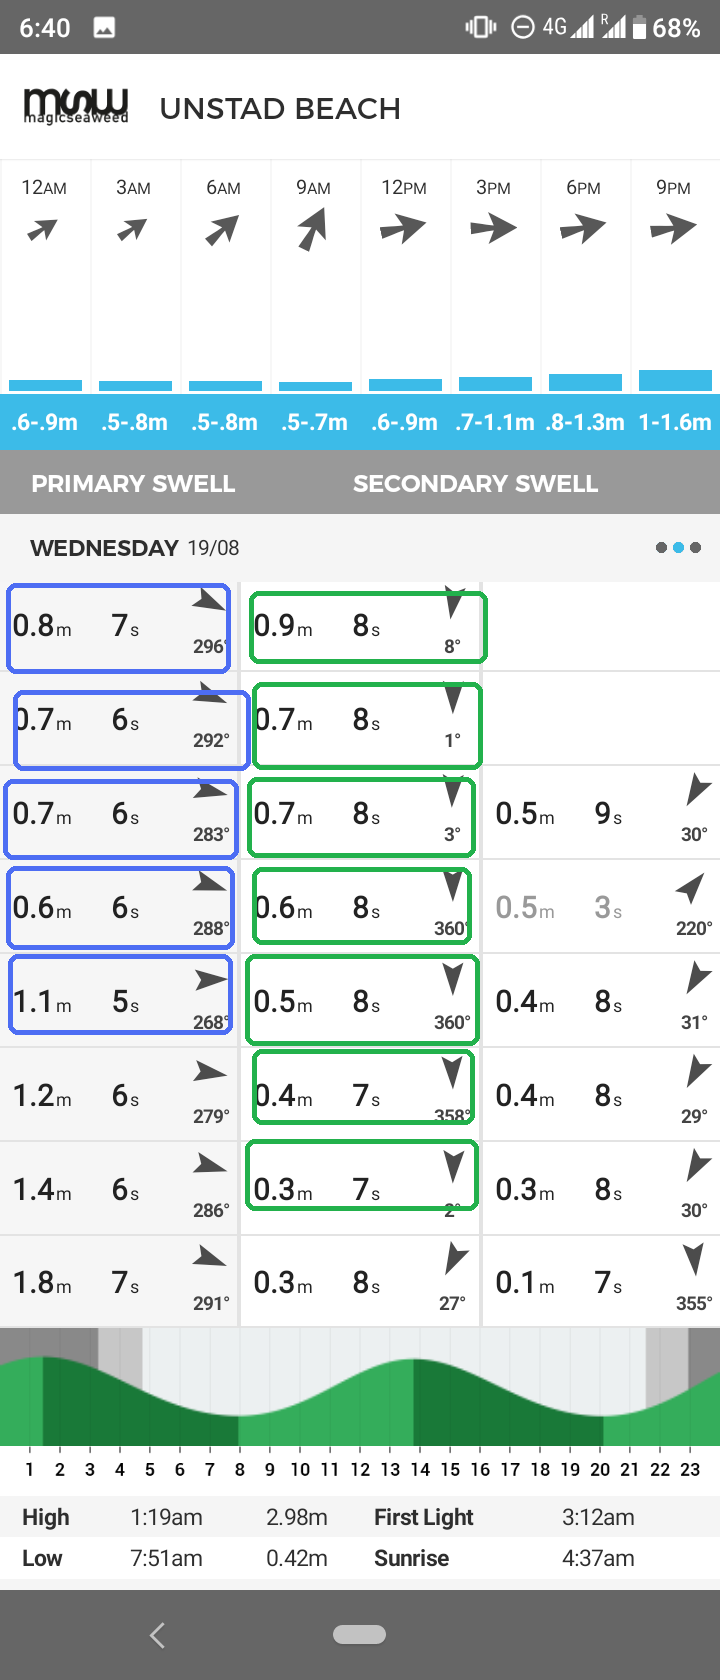 6:40 4G R 68%
msw
magicseaweed
UNSTAD BEACH
12AM 3AM 6AM 9AM 12PM 3PM 6PM 9PM
.6-.9m .5-.8m .5-.8m .5-.7m .6-.9m .7-1.1m .8-1.3m 1-1.6m
PRIMARY SWELL SECONDARY SWELL
WEDNESDAY 19/08
0.8m 7s 296° 0.9m 8s 8°
0.7m 6s 292° 0.7m 8s 1°
0.7m 6s 283° 0.7m 8s 3° 0.5m 9s 30°
0.6m 6s 288° 0.6m 8s 360° 0.5m 3s 220°
1.1m 5s 268° 0.5m 8s 360° 0.4m 8s 31°
1.2m 6s 279° 0.4m 7s 358° 0.4m 8s 29°
1.4m 6s 286° 0.3m 7s 2° 0.3m 8s 30°
1.8m 7s 291° 0.3m 8s 27° 0.1m 7s 355°
1 2 3 4 5 6 7 8 9 10 11 12 13 14 15 16 17 18 19 20 21 22 23
High 1:19am 2.98m First Light 3:12am
Low 7:51am 0.42m Sunrise 4:37am